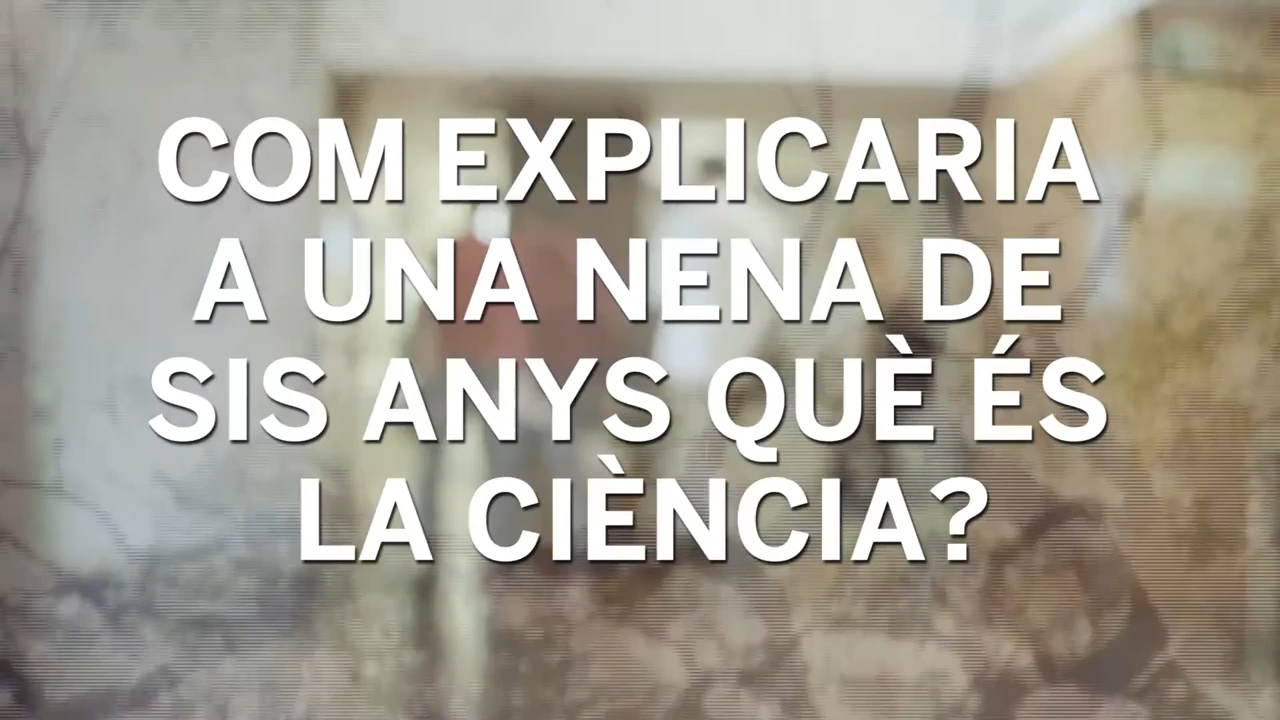 COM EXPLICARIA
A UNA NENA DE
SIS ANYS QUÈ ÉS
LA CIÈNCIA?